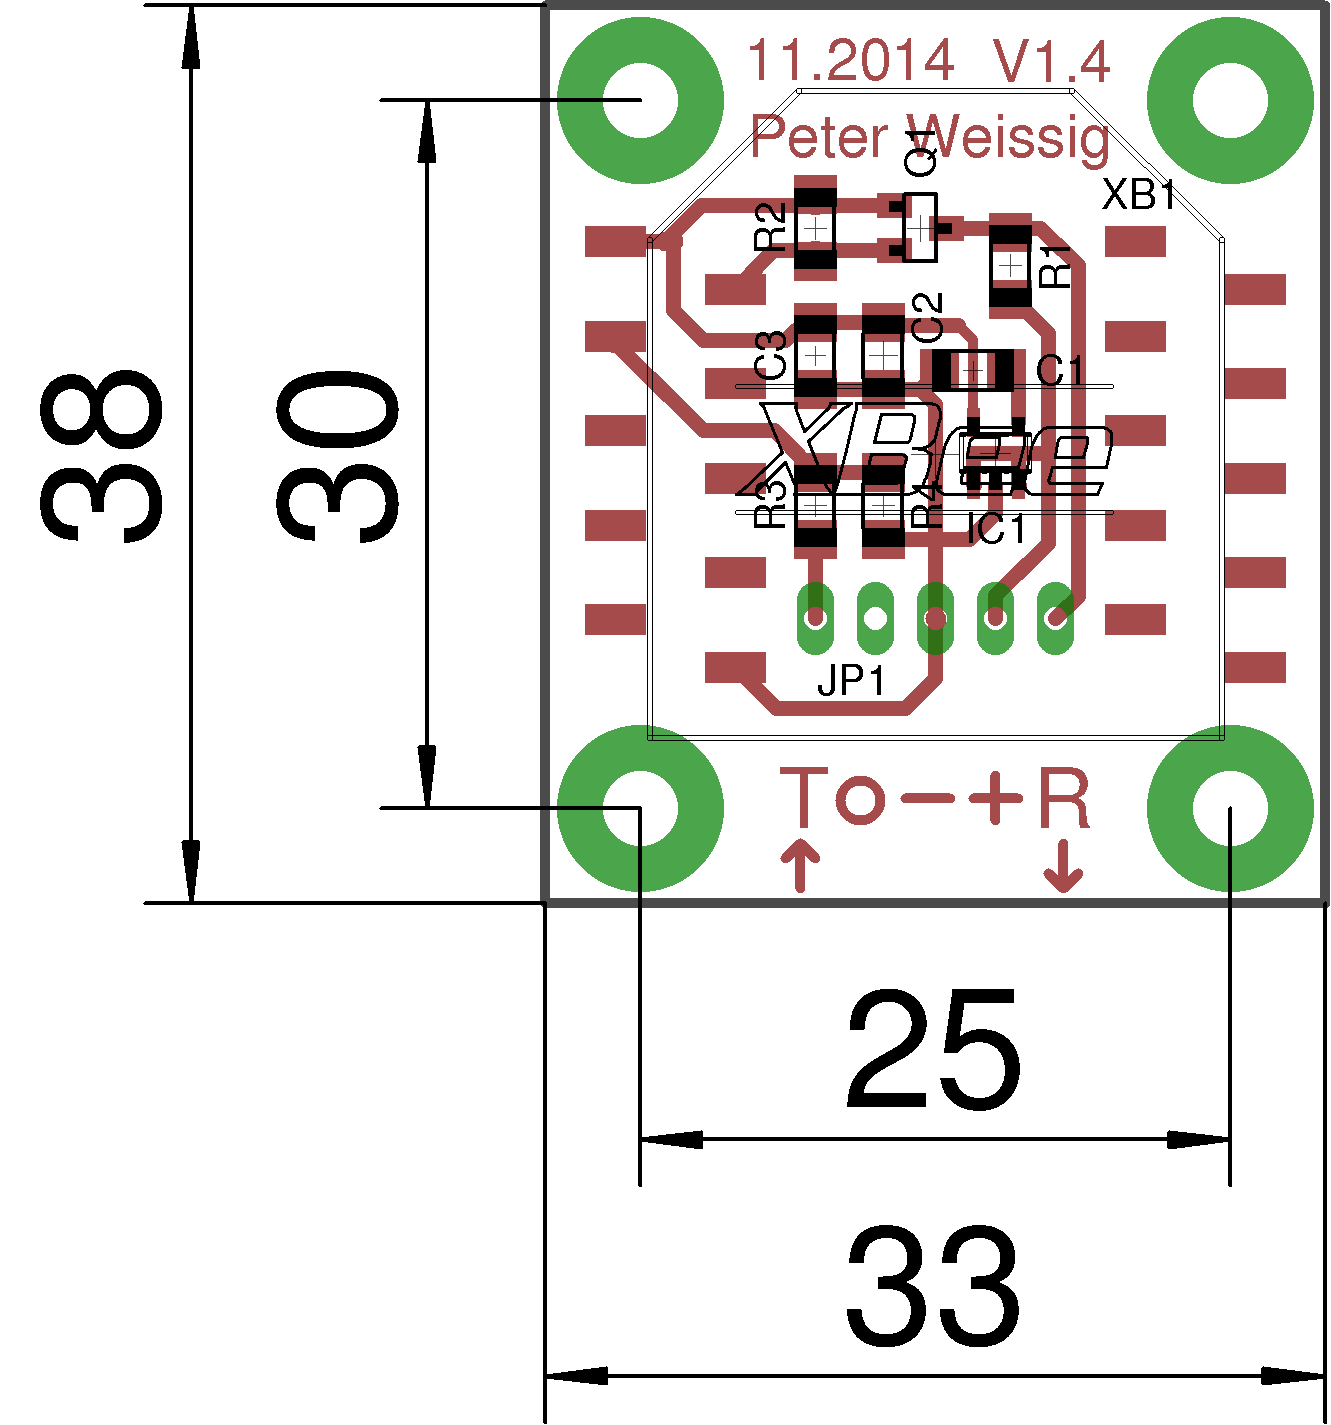 11.2014 V1.4
Peter Weissig
Q1
XB1
R2
R1
C2
C3
C1
XBee
R3
R4
IC1
JP1
To-+R
38
30
25
33